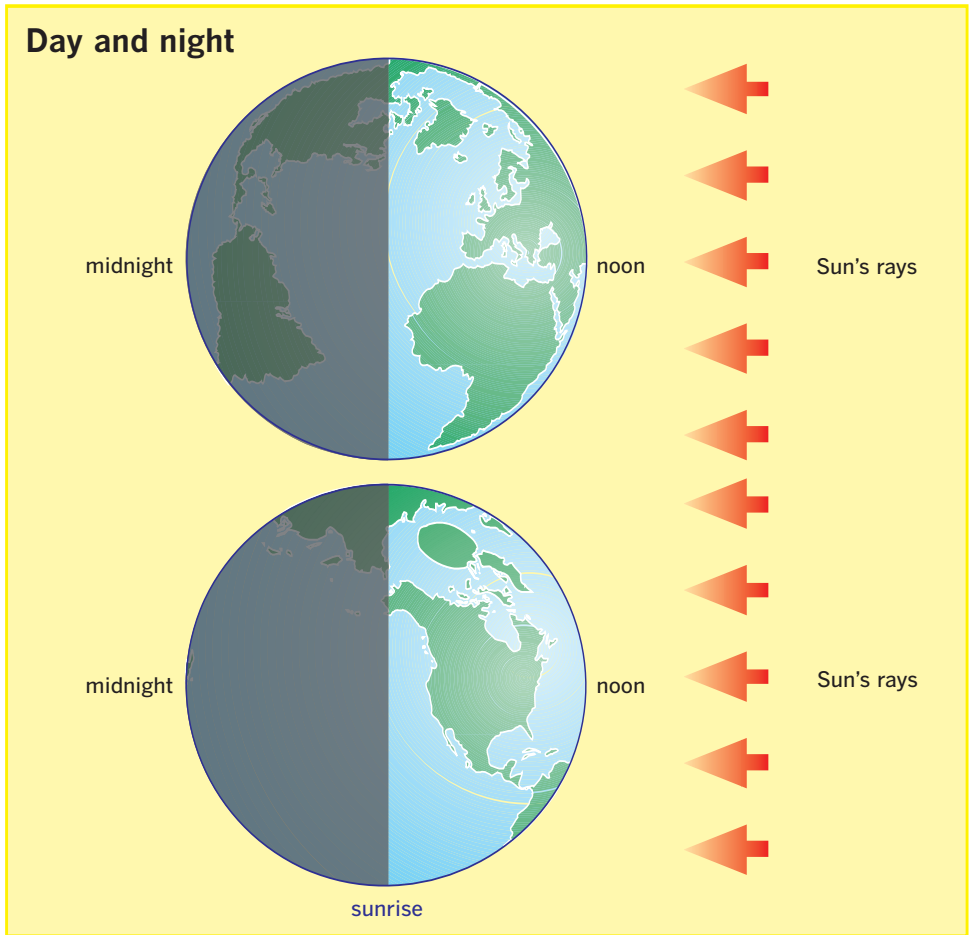 Day and night
midnight
noon
Sun's rays
midnight
noon
Sun's rays
sunrise